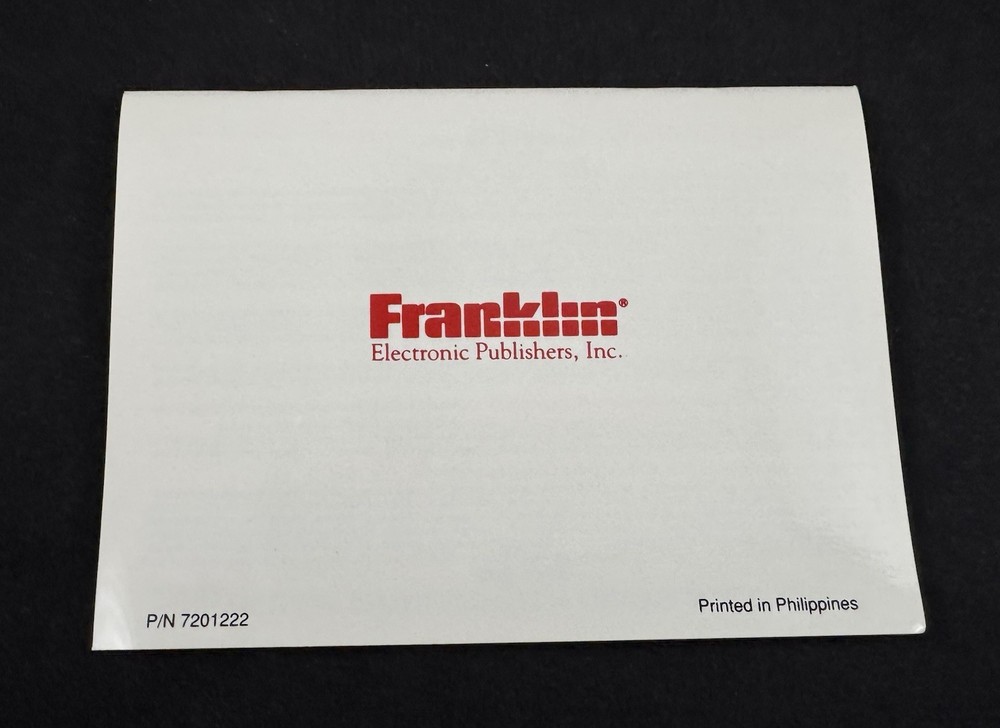 Franklin®
Electronic Publishers, Inc.
P/N 7201222
Printed in Philippines